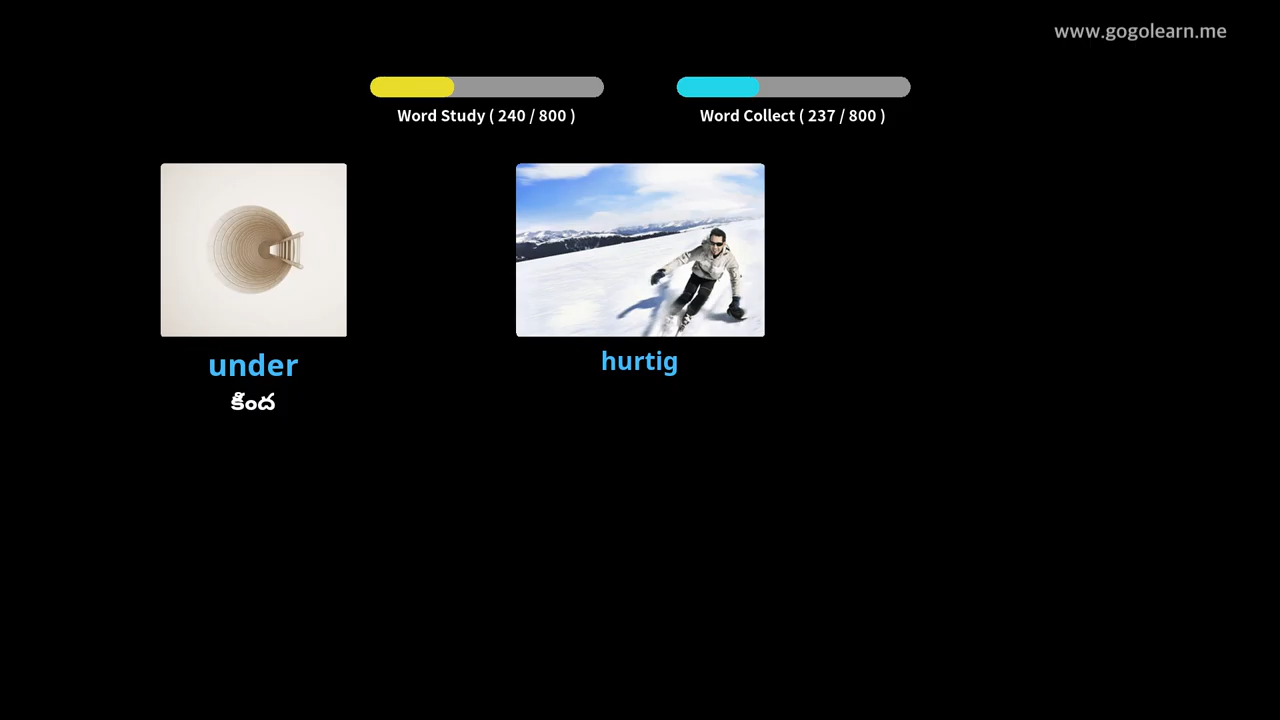 www.gogolearn.me
Word Study ( 240 / 800 )
Word Collect ( 237 / 800 )
under
hurtig
కింద